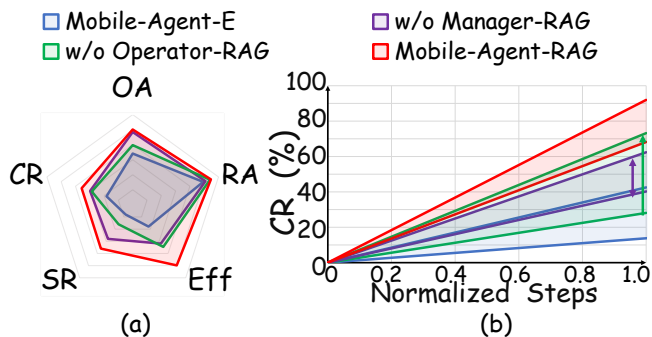 Mobile-Agent-E
w/o Manager-RAG
w/o Operator-RAG
Mobile-Agent-RAG
OA
CR
RA
SR
Eff
(a)
CR (%)
100
80
60
40
20
0
0 0.2 0.4 0.6 0.8 1.0
Normalized Steps
(b)